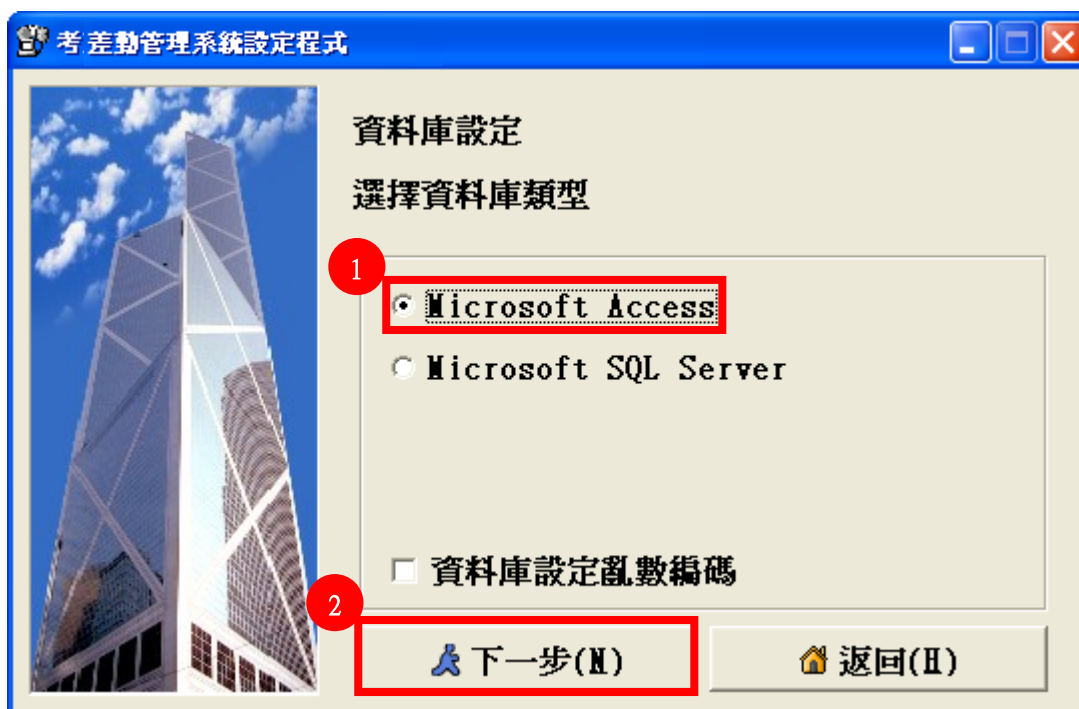 考差勤管理系統設定程式
資料庫設定
選擇資料庫類型
1
Microsoft Access
Microsoft SQL Server
資料庫設定亂數編碼
2
下一步(N)
返回(H)